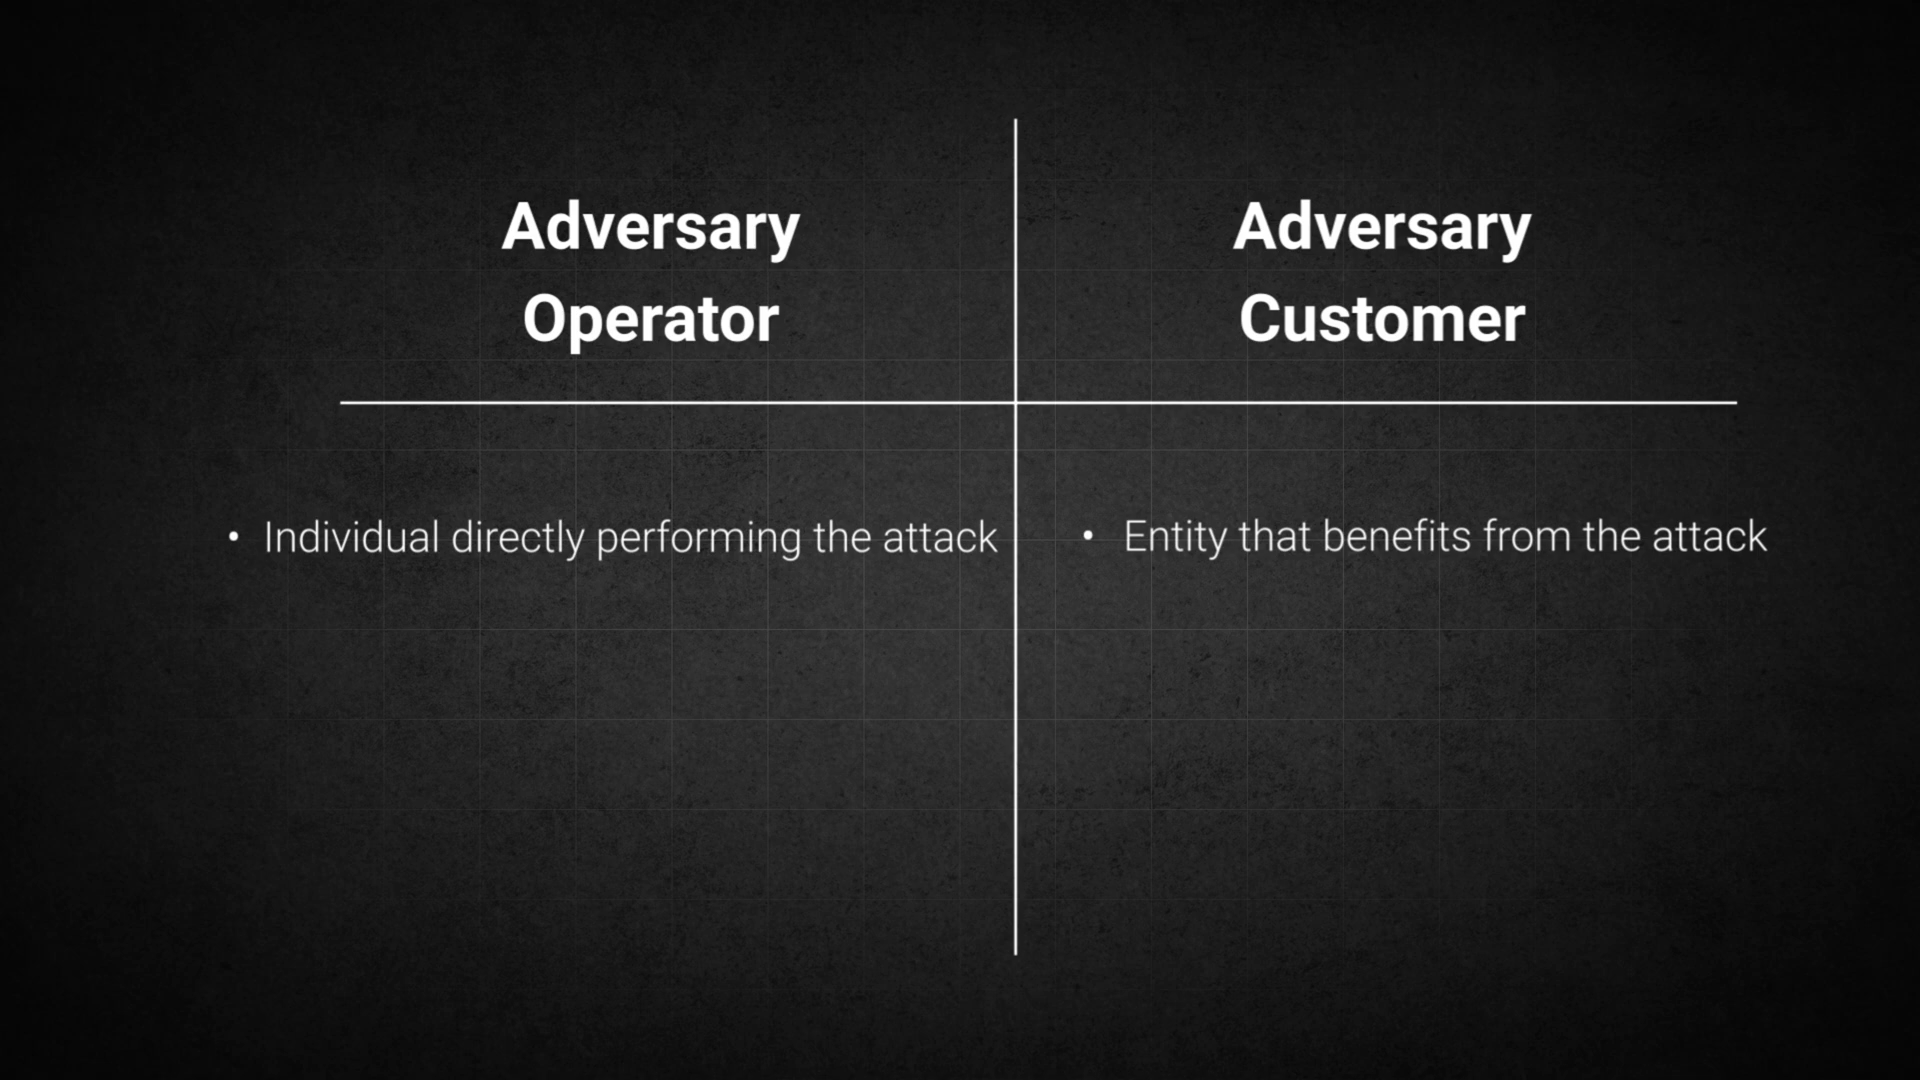 Adversary
Operator
• Individual directly performing the attack
Adversary
Customer
• Entity that benefits from the attack